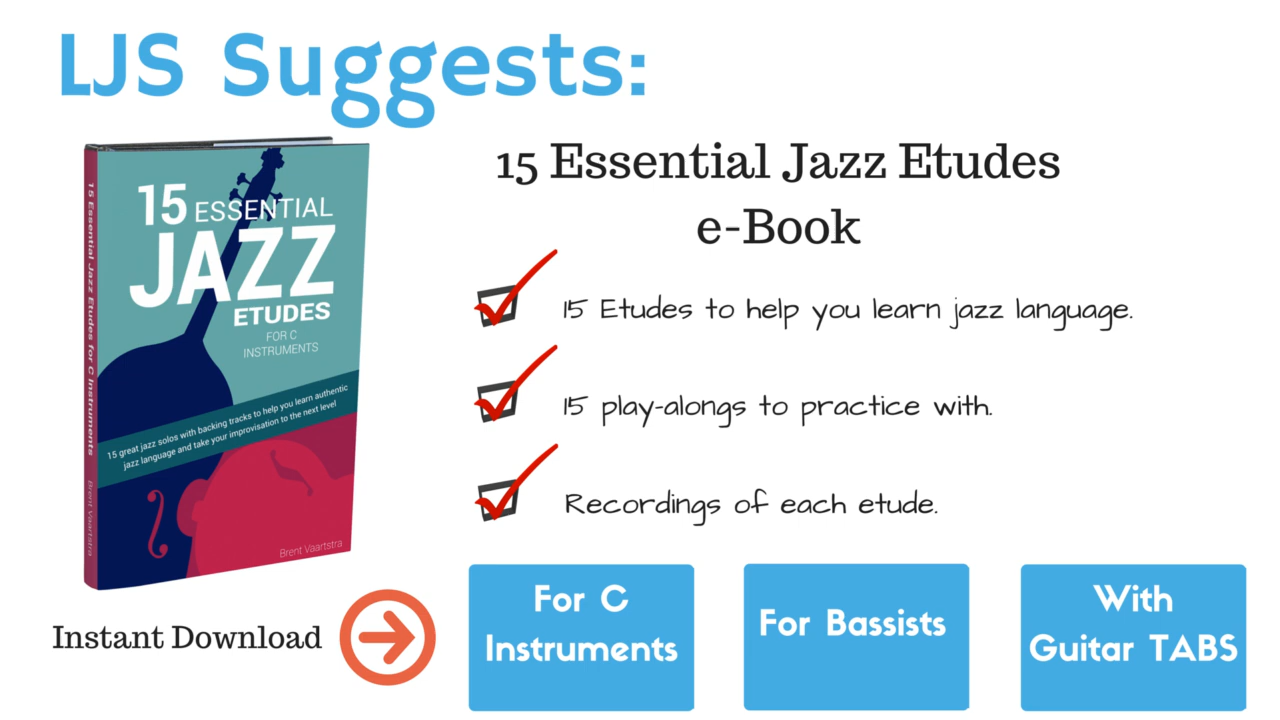 LJS Suggests:
15 Essential Jazz Etudes for C Instruments
Brent Vaartstra
15 ESSENTIAL
JAZZ
ETUDES
FOR C
INSTRUMENTS
15 great jazz solos with backing tracks to help you learn authentic
jazz language and take your improvisation to the next level
Brent Vaartstra
15 Essential Jazz Etudes
e-Book
15 Etudes to help you learn jazz language.
15 play-alongs to practice with.
Recordings of each etude.
Instant Download
For C
Instruments
For Bassists
With
Guitar TABS